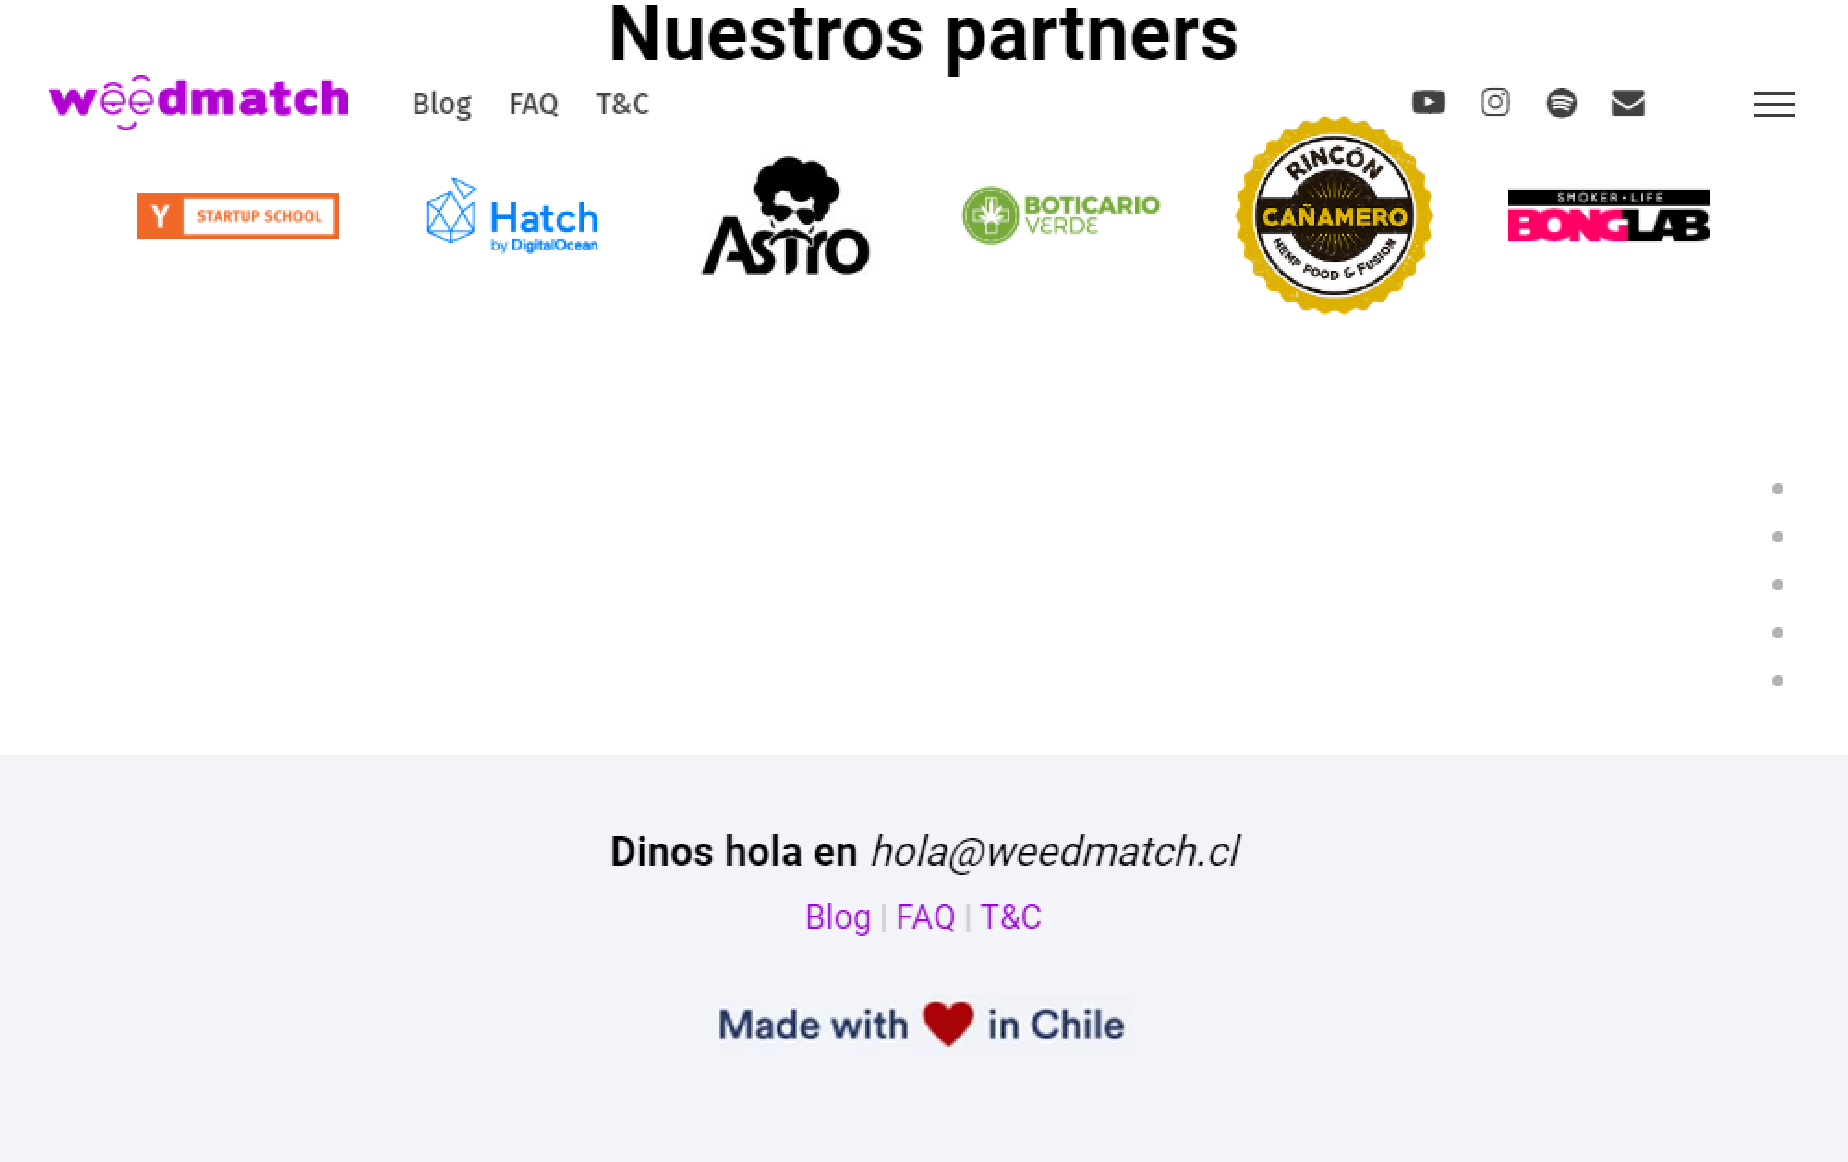 Nuestros partners
weedmatch
Blog FAQ T&C
Y STARTUP SCHOOL
Hatch
by DigitalOcean
ASTRO
BOTICARIO
VERDE
RINCÓN
CAÑAMERO
HEMP FOOD & FUSION
SMOKER · LIFE
BONGLAB
Dinos hola en hola@weedmatch.cl
Blog | FAQ | T&C
Made with ❤ in Chile